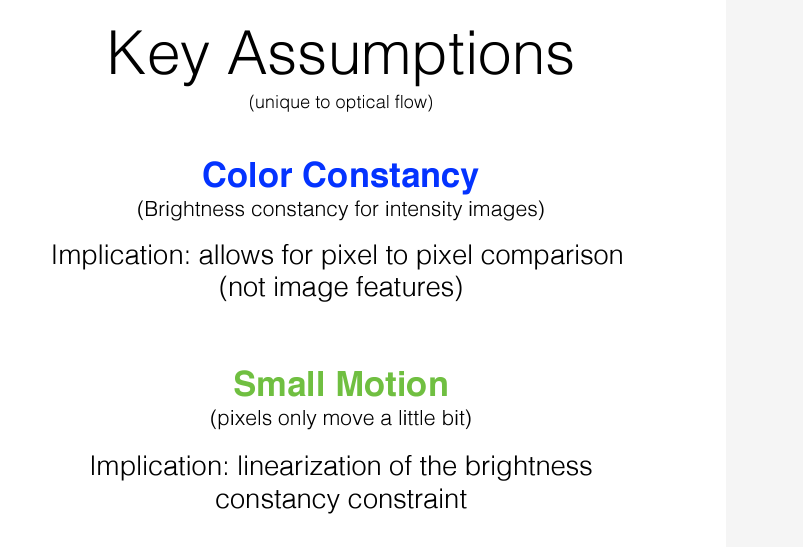 Key Assumptions
(unique to optical flow)
Color Constancy
(Brightness constancy for intensity images)
Implication: allows for pixel to pixel comparison
(not image features)
Small Motion
(pixels only move a little bit)
Implication: linearization of the brightness
constancy constraint